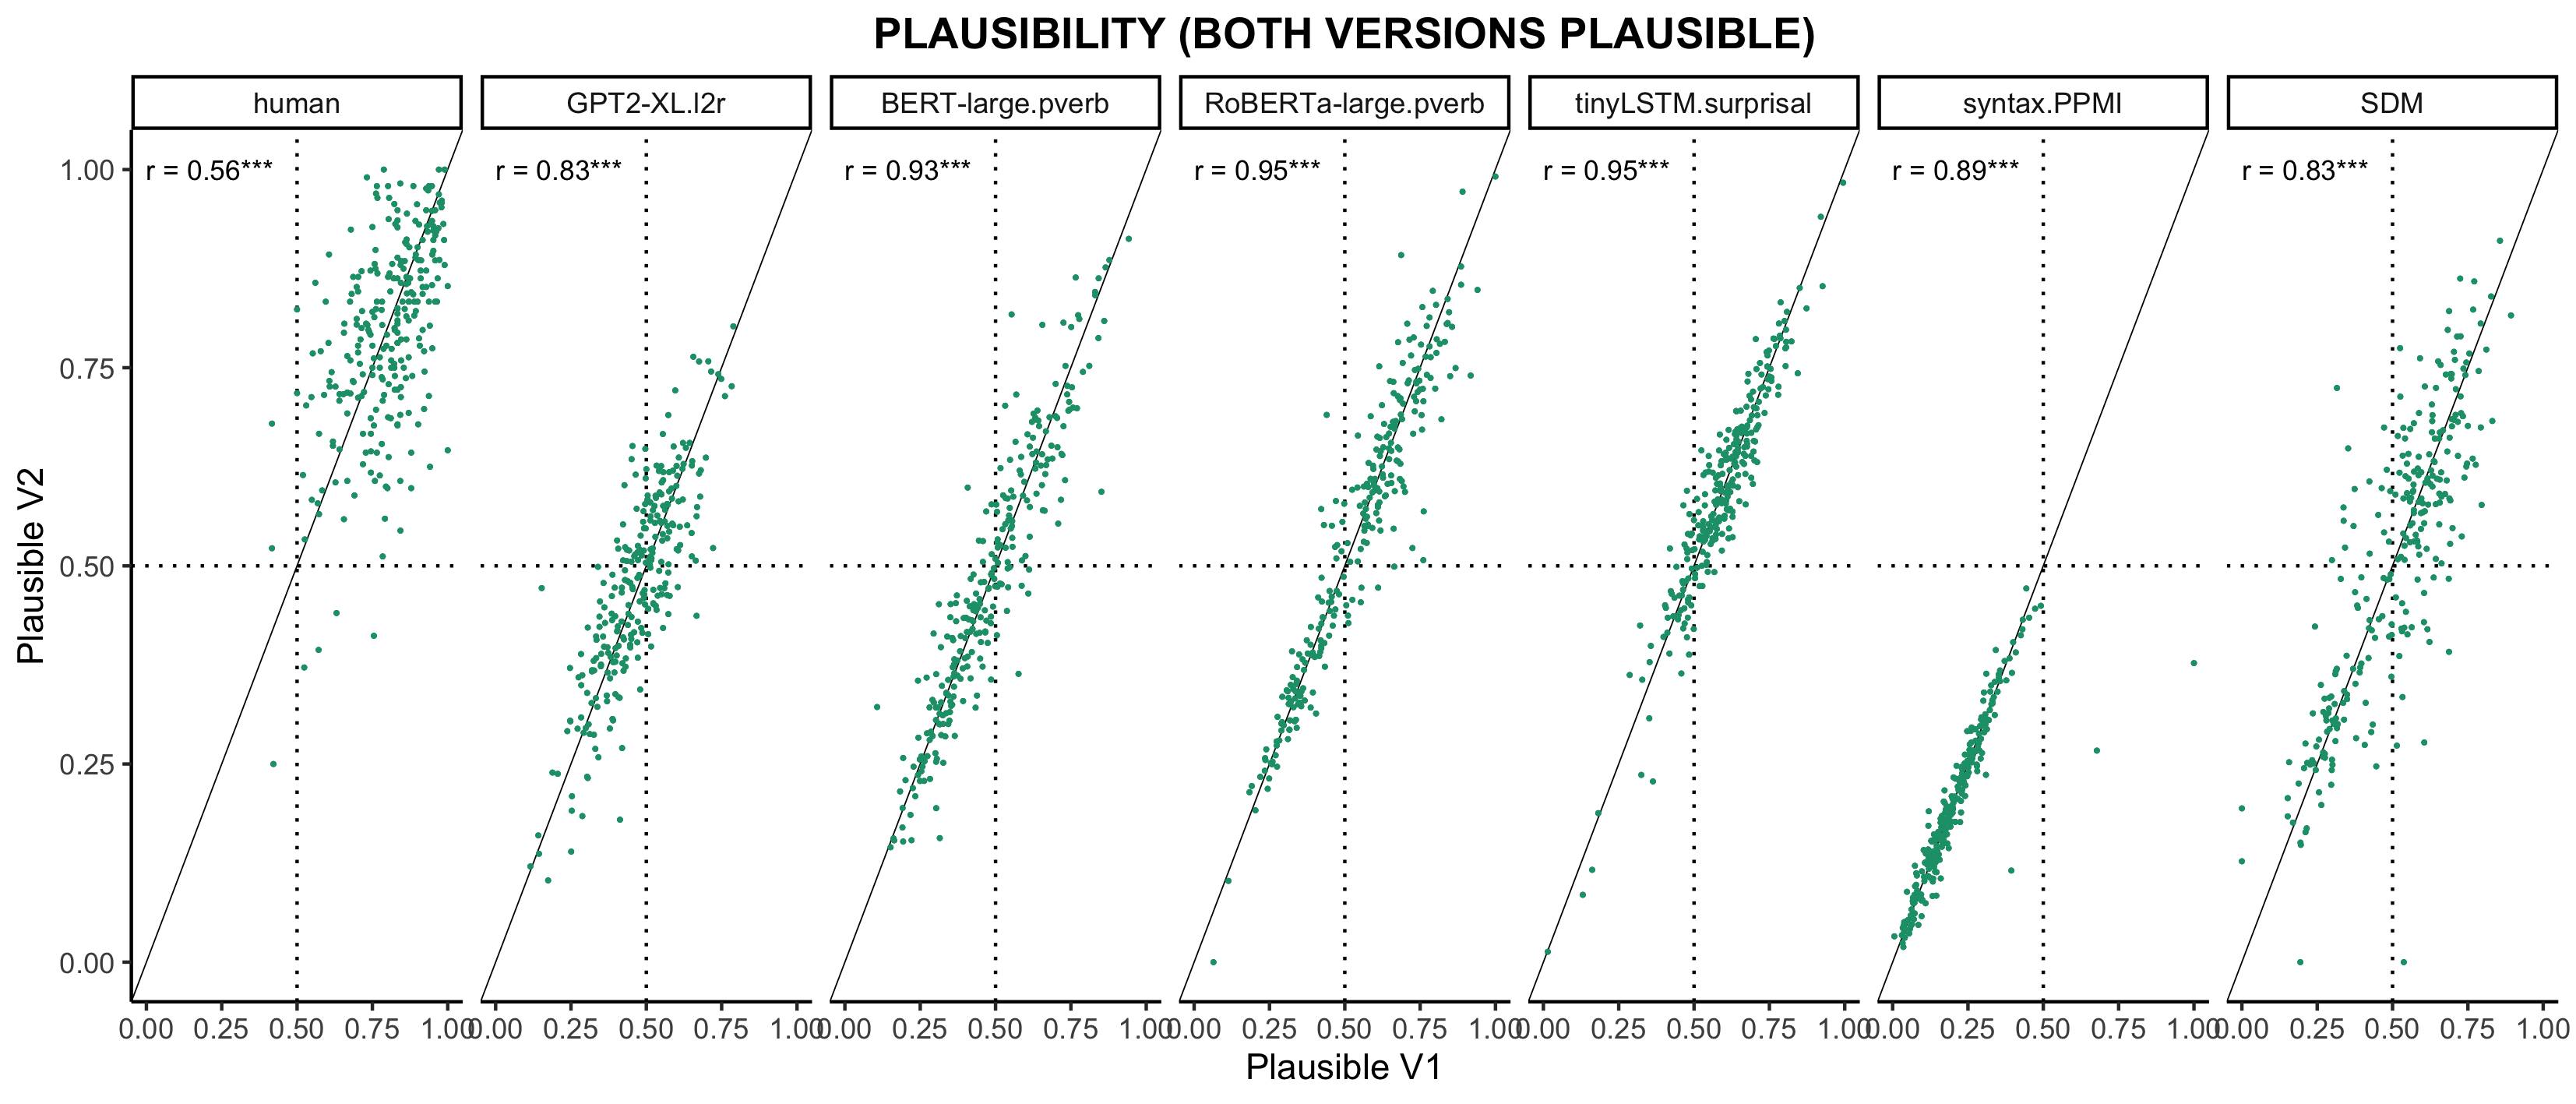 PLAUSIBILITY (BOTH VERSIONS PLAUSIBLE)
human
GPT2-XL.l2r
BERT-large.pverb
RoBERTa-large.pverb
tinyLSTM.surprisal
syntax.PPMI
SDM
r = 0.56***
r = 0.83***
r = 0.93***
r = 0.95***
r = 0.95***
r = 0.89***
r = 0.83***
1.00
0.75
0.50
0.25
0.00
Plausible V2
0.00 0.25 0.50 0.75 1.00
0.00 0.25 0.50 0.75 1.00
0.00 0.25 0.50 0.75 1.00
0.00 0.25 0.50 0.75 1.00
0.00 0.25 0.50 0.75 1.00
0.00 0.25 0.50 0.75 1.00
0.00 0.25 0.50 0.75 1.00
Plausible V1